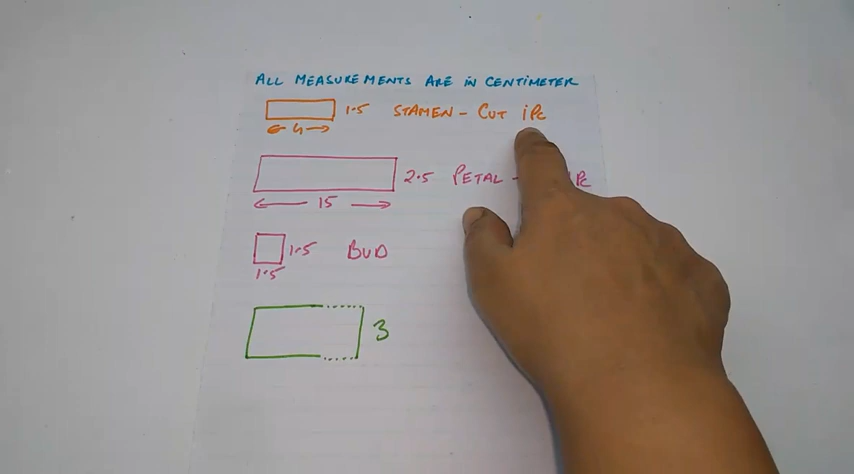 ALL MEASUREMENTS ARE IN CENTIMETER
1.5 STAMEN - CUT 1PC
4
2.5 PETAL - PC
15
1.5 BUD
1.5
3